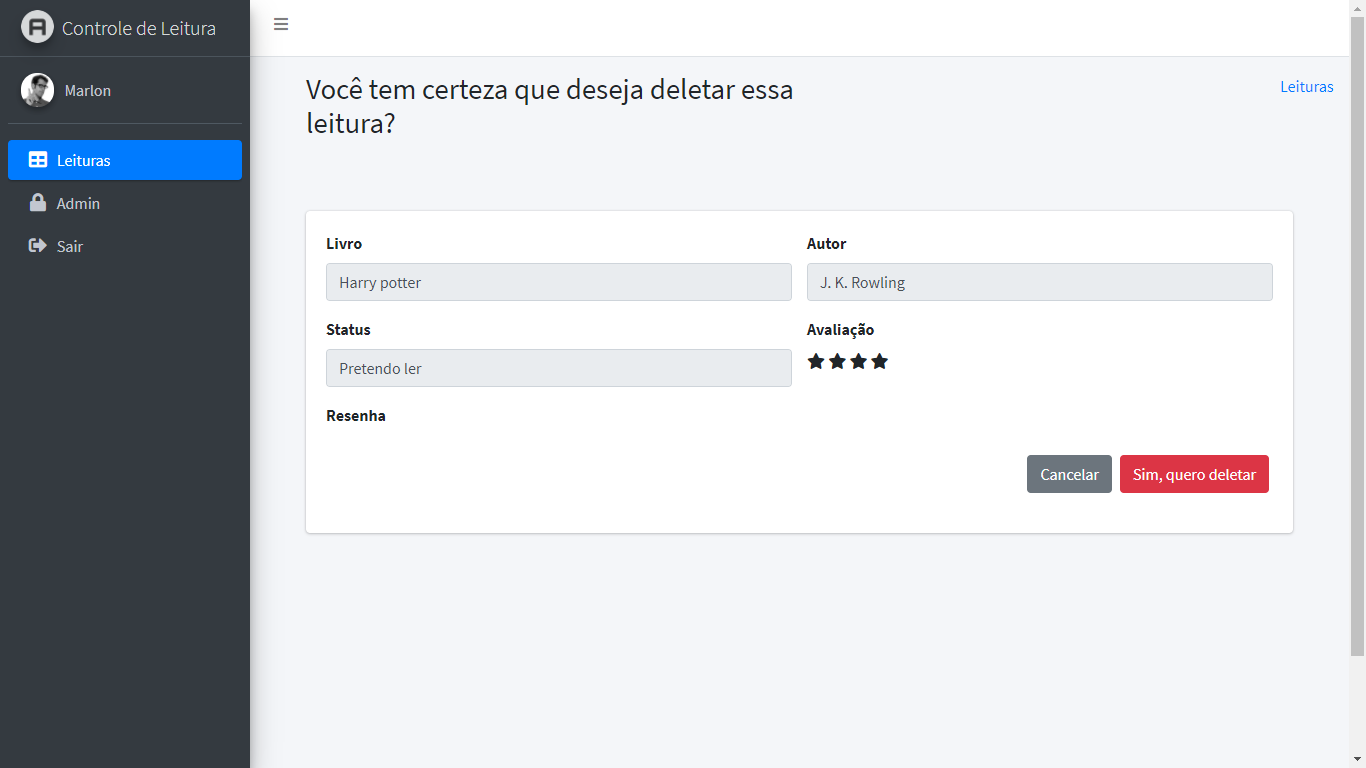 Controle de Leitura
Marlon
Leituras
Admin
Sair
Você tem certeza que deseja deletar essa
leitura?
Leituras
Livro
Harry potter
Autor
J. K. Rowling
Status
Pretendo ler
Avaliação
Resenha
Cancelar
Sim, quero deletar